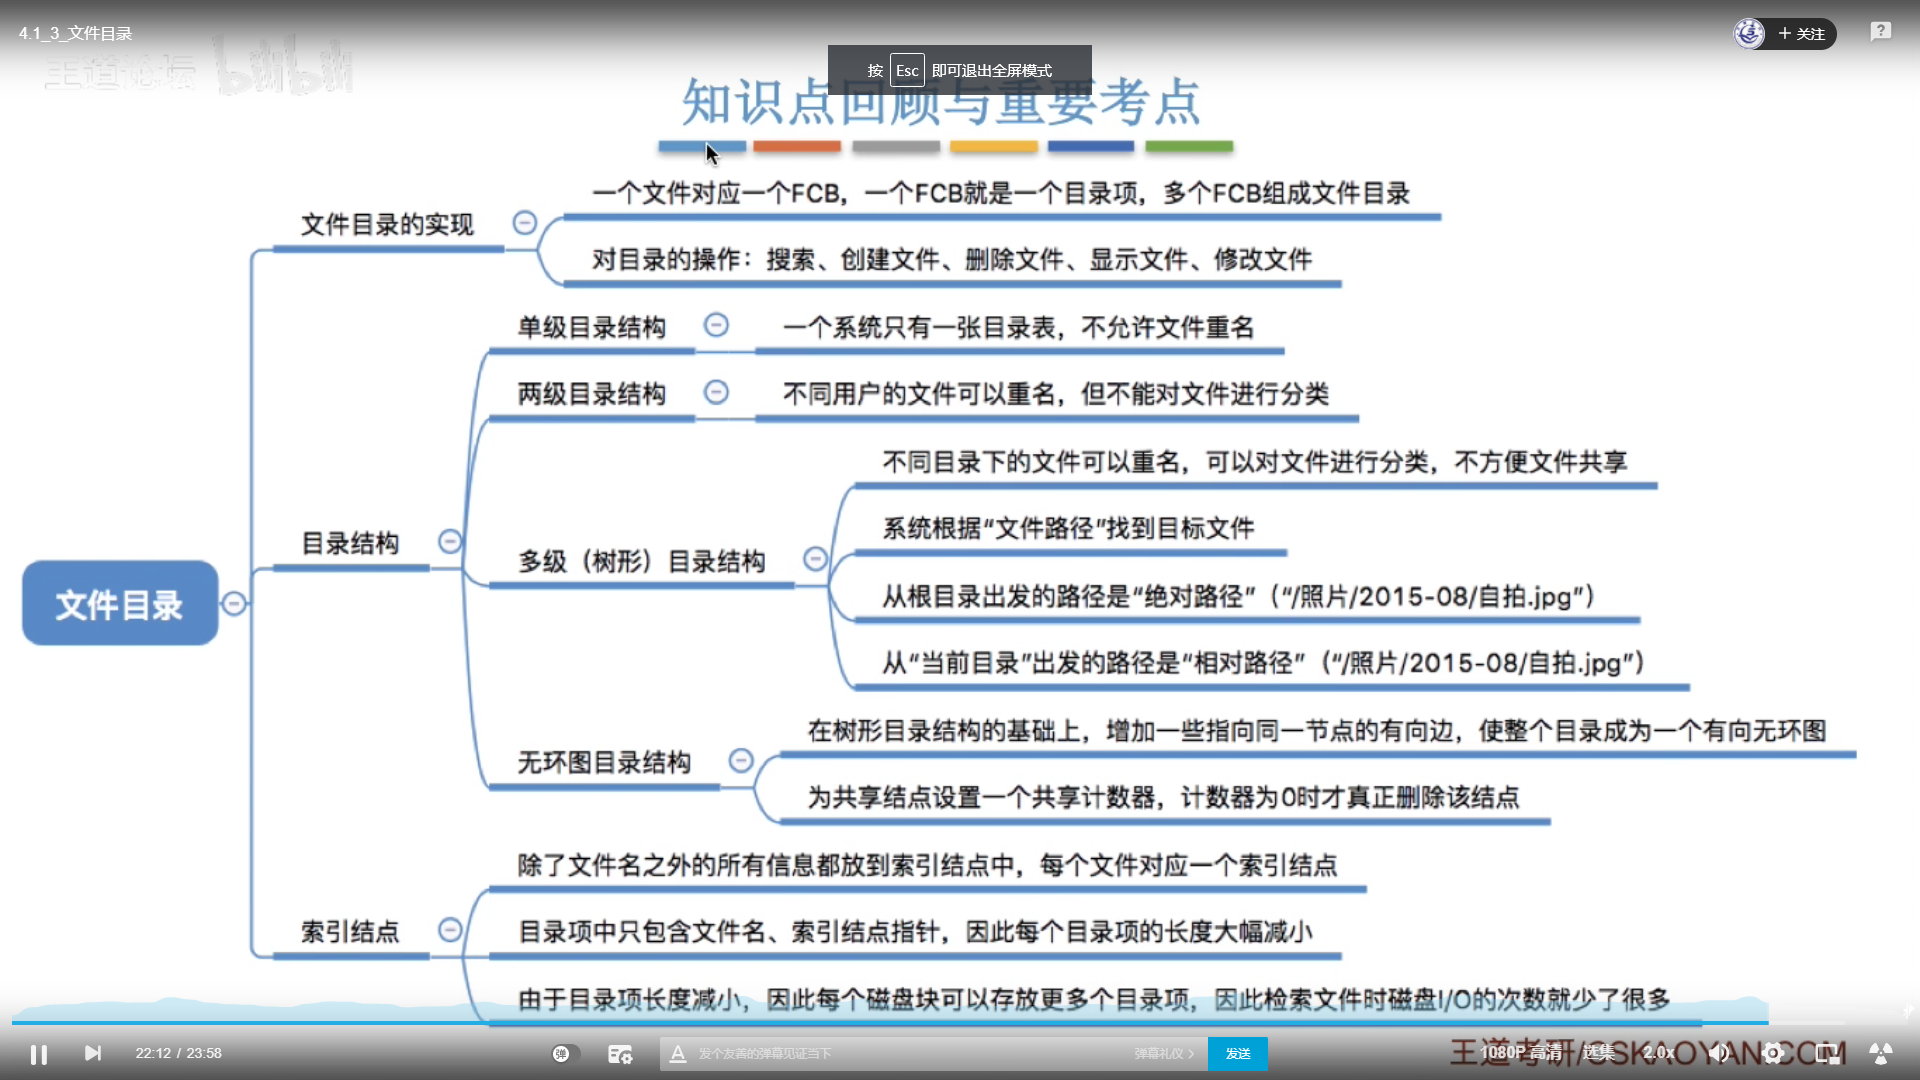 4.1_3_文件目录
关注
王道论坛 bilibili
按 Esc 即可退出全屏模式
知识点回顾与重要考点
文件目录
文件目录的实现
一个文件对应一个FCB，一个FCB就是一个目录项，多个FCB组成文件目录
对目录的操作：搜索、创建文件、删除文件、显示文件、修改文件
目录结构
单级目录结构
一个系统只有一张目录表，不允许文件重名
两级目录结构
不同用户的文件可以重名，但不能对文件进行分类
多级（树形）目录结构
不同目录下的文件可以重名，可以对文件进行分类，不方便文件共享
系统根据“文件路径”找到目标文件
从根目录出发的路径是“绝对路径”（“/照片/2015-08/自拍.jpg”）
从“当前目录”出发的路径是“相对路径”（“/照片/2015-08/自拍.jpg”）
无环图目录结构
在树形目录结构的基础上，增加一些指向同一节点的有向边，使整个目录成为一个有向无环图
为共享结点设置一个共享计数器，计数器为0时才真正删除该结点
索引结点
除了文件名之外的所有信息都放到索引结点中，每个文件对应一个索引结点
目录项中只包含文件名、索引结点指针，因此每个目录项的长度大幅减小
由于目录项长度减小，因此每个磁盘块可以存放更多个目录项，因此检索文件时磁盘I/O的次数就少了很多
22:12 / 23:58
弹
发个友善的弹幕见证当下
弹幕礼仪
发送
王道考研/CSKAOYAN.COM
1080P 高清
选集
2.0x